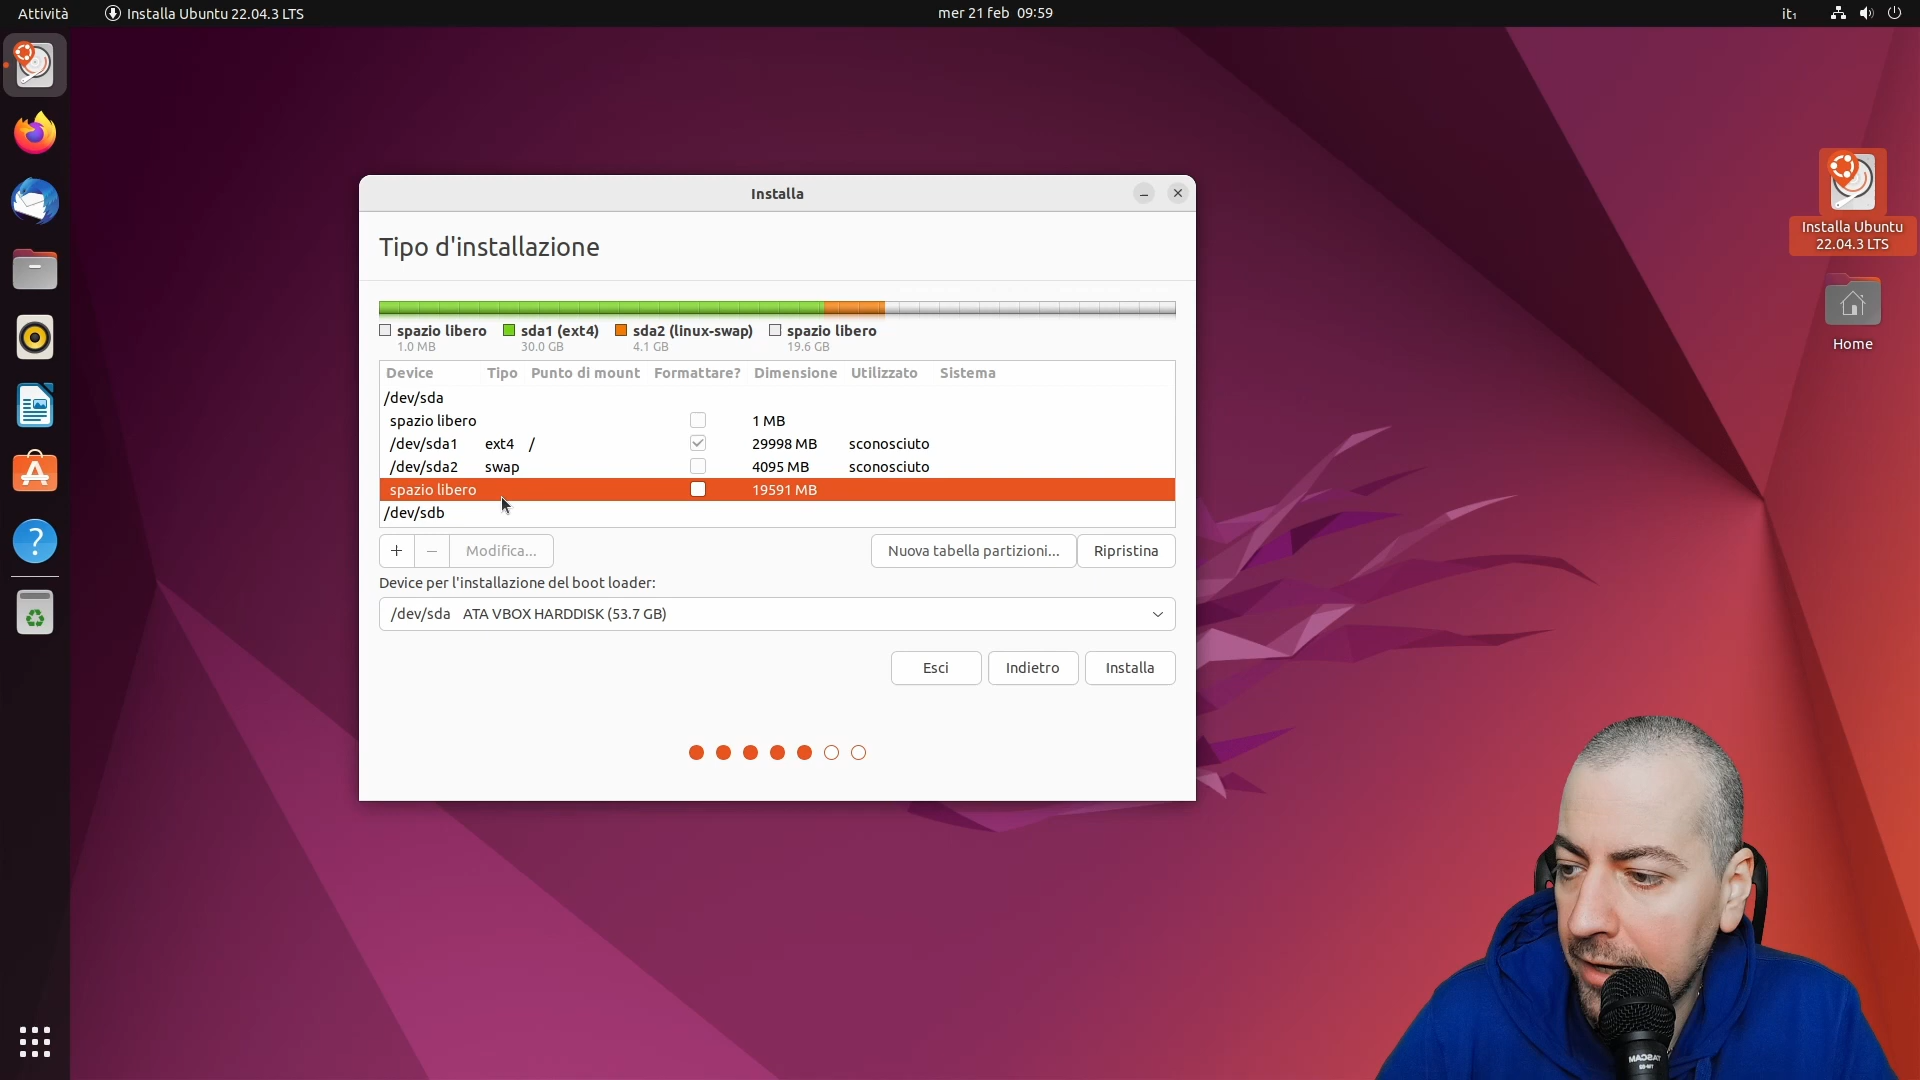 Attività
Installa Ubuntu 22.04.3 LTS
mer 21 feb 09:59
it₁
Installa
Tipo d'installazione
spazio libero
1.0 MB
sda1 (ext4)
30.0 GB
sda2 (linux-swap)
4.1 GB
spazio libero
19.6 GB
Device Tipo Punto di mount Formattare? Dimensione Utilizzato Sistema
/dev/sda
spazio libero 1 MB
/dev/sda1 ext4 / 29998 MB sconosciuto
/dev/sda2 swap 4095 MB sconosciuto
spazio libero 19591 MB
/dev/sdb
+ − Modifica... Nuova tabella partizioni... Ripristina
Device per l'installazione del boot loader:
/dev/sda ATA VBOX HARDDISK (53.7 GB)
Esci Indietro Installa
Installa Ubuntu
22.04.3 LTS
Home
TASCAM